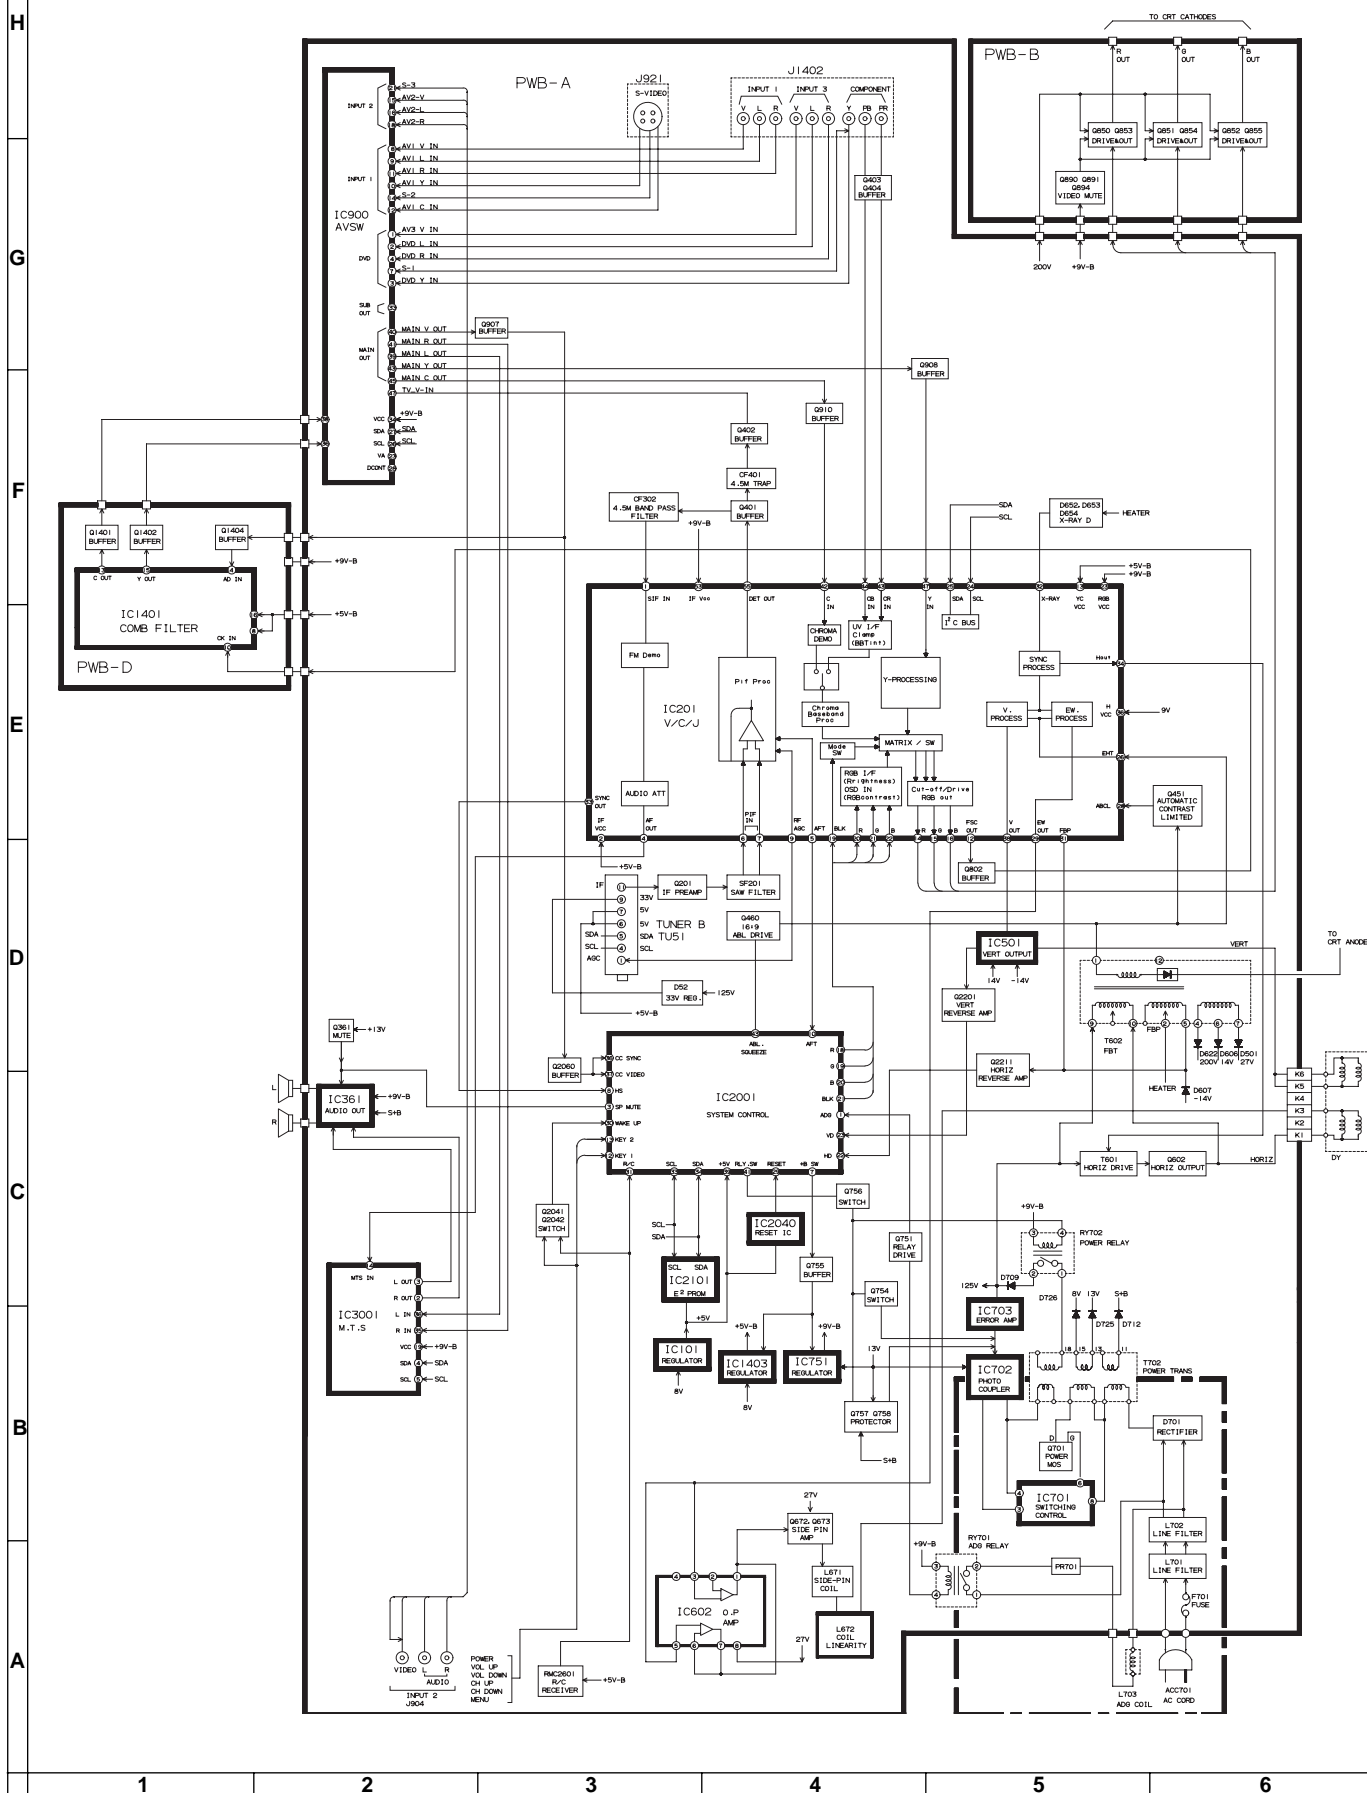 H
TO CRT CATHODES
PWB-A
PWB-B
R OUT
G OUT
B OUT
J921
S-VIDEO
J1402
INPUT 1
INPUT 3
COMPONENT
V L R V L R Y PB PR
INPUT 2
S-3
AV2-V
AV2-L
AV2-R
Q850 Q853
DRIVE&OUT
Q851 Q854
DRIVE&OUT
Q852 Q855
DRIVE&OUT
Q890 Q891
Q894
VIDEO MUTE
INPUT 1
AV1 V IN
AV1 L IN
AV1 R IN
AV1 Y IN
S-2
AV1 C IN
Q403
Q404
BUFFER
IC900
AVSW
G
DVD
AV3 V IN
DVD L IN
DVD R IN
S-1
DVD Y IN
200V
+9V-B
SUB
OUT
MAIN
OUT
MAIN V OUT
MAIN R OUT
MAIN L OUT
MAIN Y OUT
MAIN C OUT
TV_V-IN
Q907
BUFFER
Q908
BUFFER
Q910
BUFFER
Q402
BUFFER
VCC
+9V-B
SDA
SDA
SCL
SCL
VA
DCONT
F
CF401
4.5M TRAP
Q401
BUFFER
CF302
4.5M BAND PASS
FILTER
+9V-B
SDA
SCL
D652,D653
D654
X-RAY D
HEATER
Q1401
BUFFER
Q1402
BUFFER
Q1404
BUFFER
C OUT
Y OUT
AD IN
IC1401
COMB FILTER
CK IN
PWB-D
+9V-B
+5V-B
+5V-B
+9V-B
SIF IN
IF Vcc
DET OUT
C IN
CB IN
CR IN
Y IN
SDA
SCL
X-RAY
YC VCC
RGB VCC
I2C BUS
CHROMA
DEMO
UV I/F
Clamp
(BBTint)
FM Demo
Pif Proc
IC201
V/C/J
Y-PROCESSING
SYNC
PROCESS
Hout
V.
PROCESS
EW.
PROCESS
H
VCC
9V
E
Chroma
Baseband
Proc
Mode
SW
MATRIX / SW
RGB I/F
(Rrightness)
OSD IN
(RGBcontrast)
Cut-off/Drive
RGB out
EHT
ABCL
Q451
AUTOMATIC
CONTRAST
LIMITED
AUDIO ATT
SYNC
OUT
IF
VCC
AF
OUT
PIF
IN
RF
AGC
AFT
BLK
R G B
R G B
FSC
OUT
V
OUT
EW
OUT
FBP
+5V-B
Q802
BUFFER
Q201
IF PREAMP
SF201
SAW FILTER
IF
33V
5V
5V
SDA
SDA
SCL
SCL
AGC
TUNER B
TU51
Q460
16:9
ABL DRIVE
IC501
VERT OUTPUT
14V
-14V
VERT
TO
CRT ANODE
D
D52
33V REG.
125V
+5V-B
Q2201
VERT
REVERSE AMP
T602
FBT
FBP
D622
200V
D606
14V
D501
27V
Q361
MUTE
+13V
Q2060
BUFFER
Q2211
HORIZ
REVERSE AMP
HEATER
D607
-14V
IC361
AUDIO OUT
+9V-B
S+B
L
R
IC2001
SYSTEM CONTROL
CC SYNC
CC VIDEO
HS
SP MUTE
WAKE UP
KEY 2
KEY 1
R/C
SCL
SDA
+5V
RLY.SW
RESET
+B SW
ABL.
SQUEEZE
AFT
R
G
B
BLK
ADG
VD
HD
K6
K5
K4
K3
K2
K1
DY
T601
HORIZ DRIVE
Q602
HORIZ OUTPUT
HORIZ
C
Q2041
Q2042
SWITCH
SCL
SDA
IC2040
RESET IC
Q756
SWITCH
Q751
RELAY
DRIVE
Q755
BUFFER
Q754
SWITCH
+9V-B
RY702
POWER RELAY
SCL SDA
IC2101
E2 PROM
+5V
MTS IN
L OUT
R OUT
L IN
R IN
VCC
+9V-B
SDA
SDA
SCL
SCL
IC3001
M.T.S
125V
D709
IC703
ERROR AMP
D726
8V
13V
S+B
D725
D712
IC101
REGULATOR
8V
+5V-B
IC1403
REGULATOR
8V
+9V-B
IC751
REGULATOR
13V
IC702
PHOTO
COUPLER
18 15 13 11
T702
POWER TRANS
B
Q757 Q758
PROTECTOR
S+B
D701
RECTIFIER
D
G
Q701
POWER
MOS
IC701
SWITCHING
CONTROL
27V
Q672,Q673
SIDE PIN
AMP
L671
SIDE-PIN
COIL
L672
COIL
LINEARITY
IC602
O.P
AMP
27V
RY701
ADG RELAY
+9V-B
PR701
L702
LINE FILTER
L701
LINE FILTER
F701
FUSE
A
VIDEO L R
AUDIO
INPUT 2
J904
POWER
VOL UP
VOL DOWN
CH UP
CH DOWN
MENU
RMC2601
R/C
RECEIVER
+5V-B
L703
ADG COIL
ACC701
AC CORD
1 2 3 4 5 6